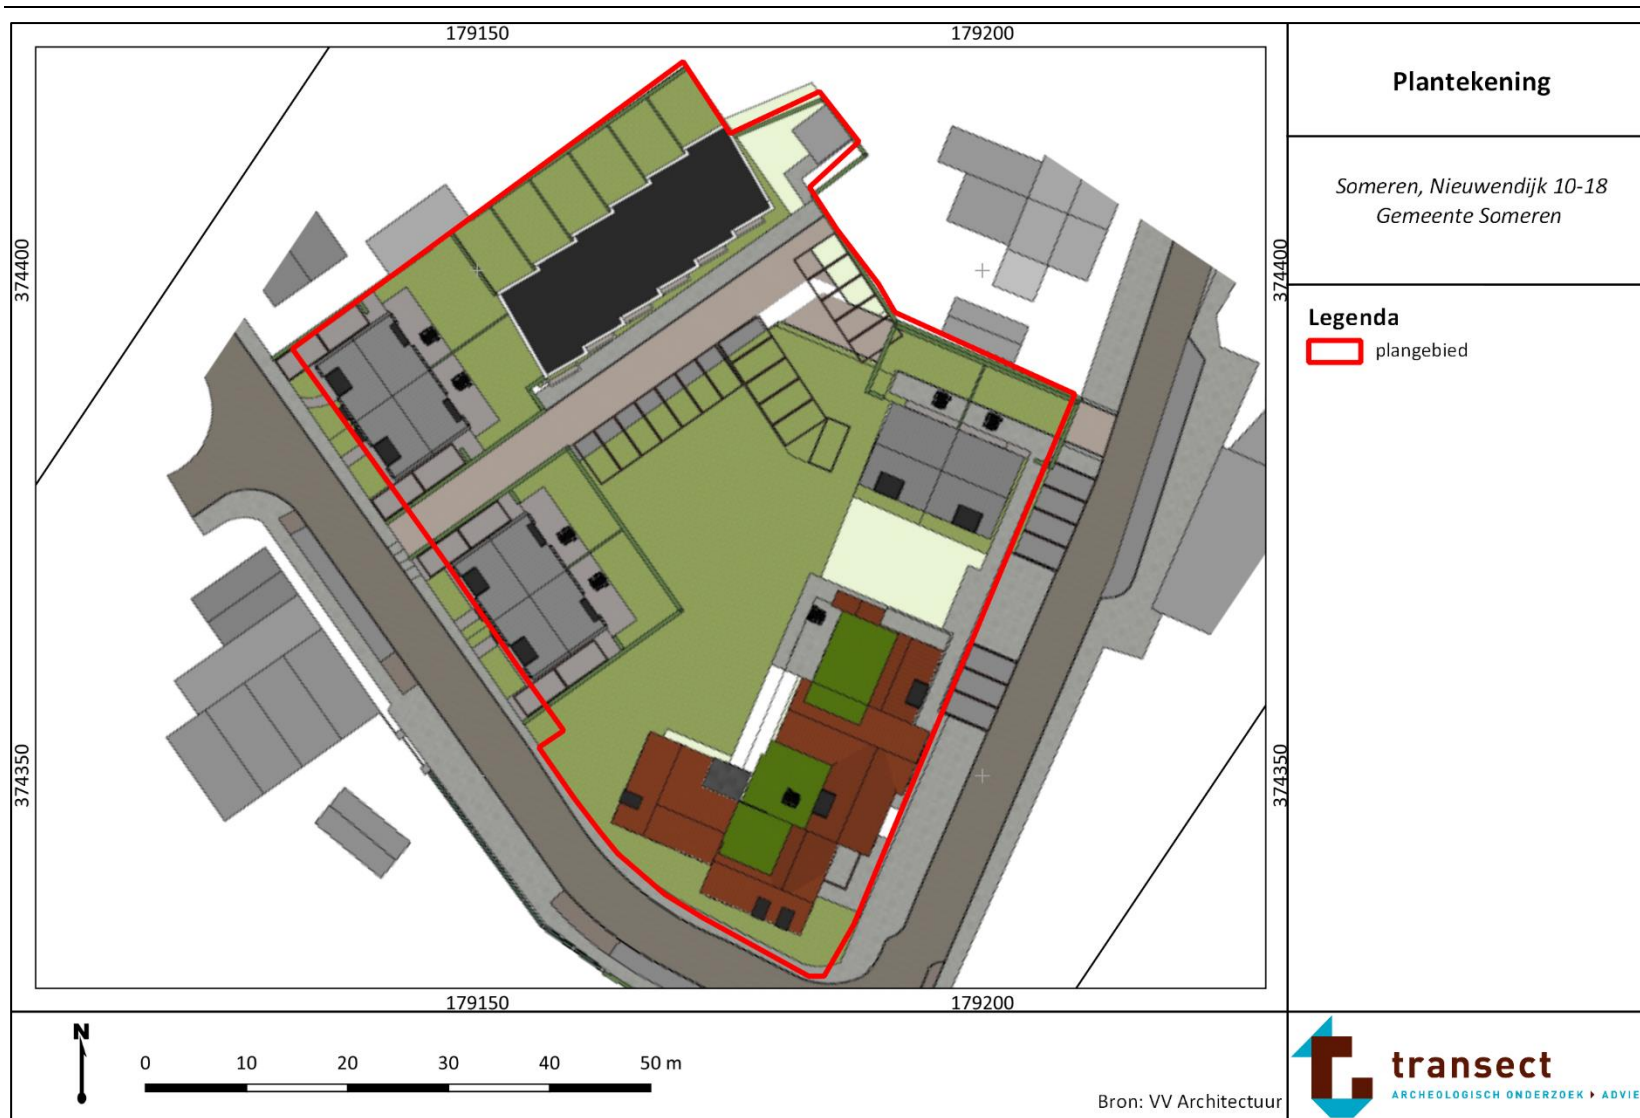 179150
179200
Plantekening
Someren, Nieuwendijk 10-18
Gemeente Someren
374400
374400
Legenda
plangebied
374350
374350
179150
179200
N
0 10 20 30 40 50 m
Bron: VV Architectuur
transect
ARCHEOLOGISCH ONDERZOEK ADVIE